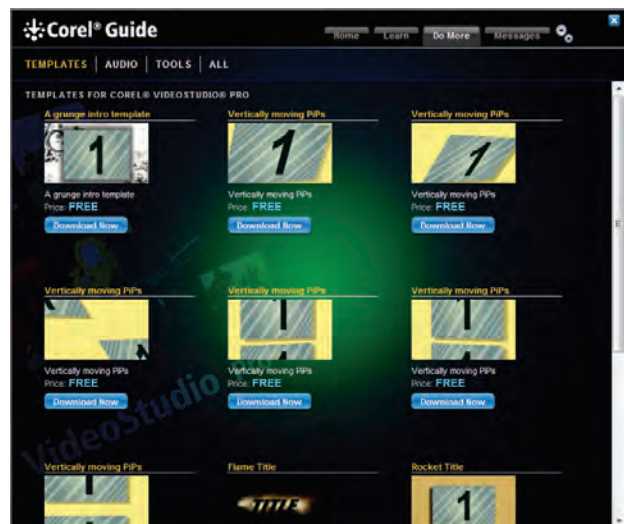 Corel® Guide
Home Learn Do More Messages
TEMPLATES | AUDIO | TOOLS | ALL
TEMPLATES FOR COREL® VIDEOSTUDIO® PRO
A grunge intro template Vertically moving PiPs Vertically moving PiPs
1 1 1
A grunge intro template Vertically moving PiPs Vertically moving PiPs
Price: FREE Price: FREE Price: FREE
Download Now Download Now Download Now
Vertically moving PiPs Vertically moving PiPs Vertically moving PiPs
Vertically moving PiPs Vertically moving PiPs Vertically moving PiPs
Price: FREE Price: FREE Price: FREE
Download Now Download Now Download Now
VideoStudio
Vertically moving PiPs Flame Title Rocket Title
TITLE 1